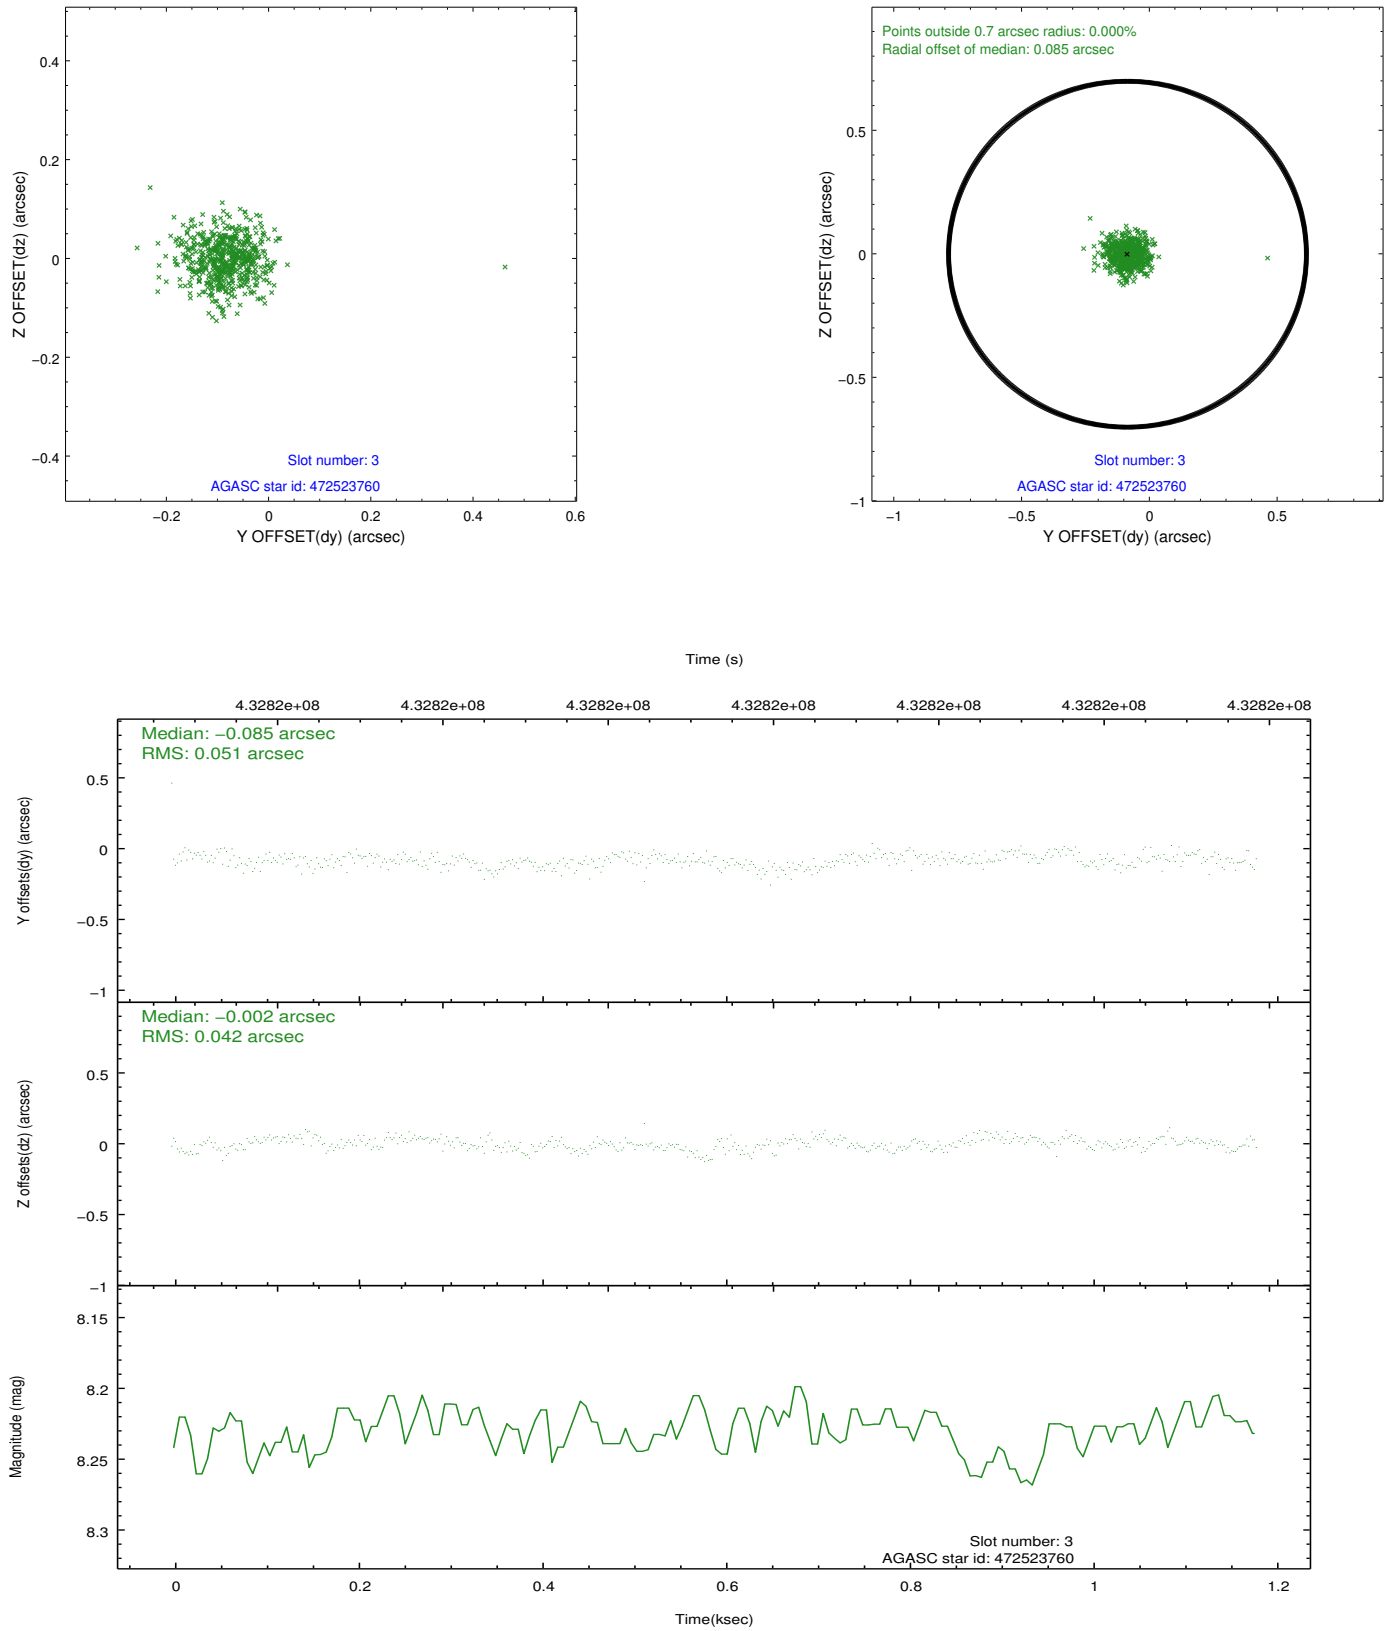 0.4
0.2
0
−0.2
−0.4
Z OFFSET(dz) (arcsec)
Slot number: 3
AGASC star id: 472523760
−0.2 0 0.2 0.4 0.6
Y OFFSET(dy) (arcsec)
Points outside 0.7 arcsec radius: 0.000%
Radial offset of median: 0.085 arcsec
0.5
0
−0.5
−1
Z OFFSET(dz) (arcsec)
Slot number: 3
AGASC star id: 472523760
−1 −0.5 0 0.5
Y OFFSET(dy) (arcsec)
Time (s)
4.3282e+08 4.3282e+08 4.3282e+08 4.3282e+08 4.3282e+08 4.3282e+08 4.3282e+08
Median: −0.085 arcsec
RMS: 0.051 arcsec
0.5
0
−0.5
−1
Y offsets(dy) (arcsec)
Median: −0.002 arcsec
RMS: 0.042 arcsec
0.5
0
−0.5
−1
Z offsets(dz) (arcsec)
8.15
8.2
8.25
8.3
Magnitude (mag)
Slot number: 3
AGASC star id: 472523760
0 0.2 0.4 0.6 0.8 1 1.2
Time(ksec)